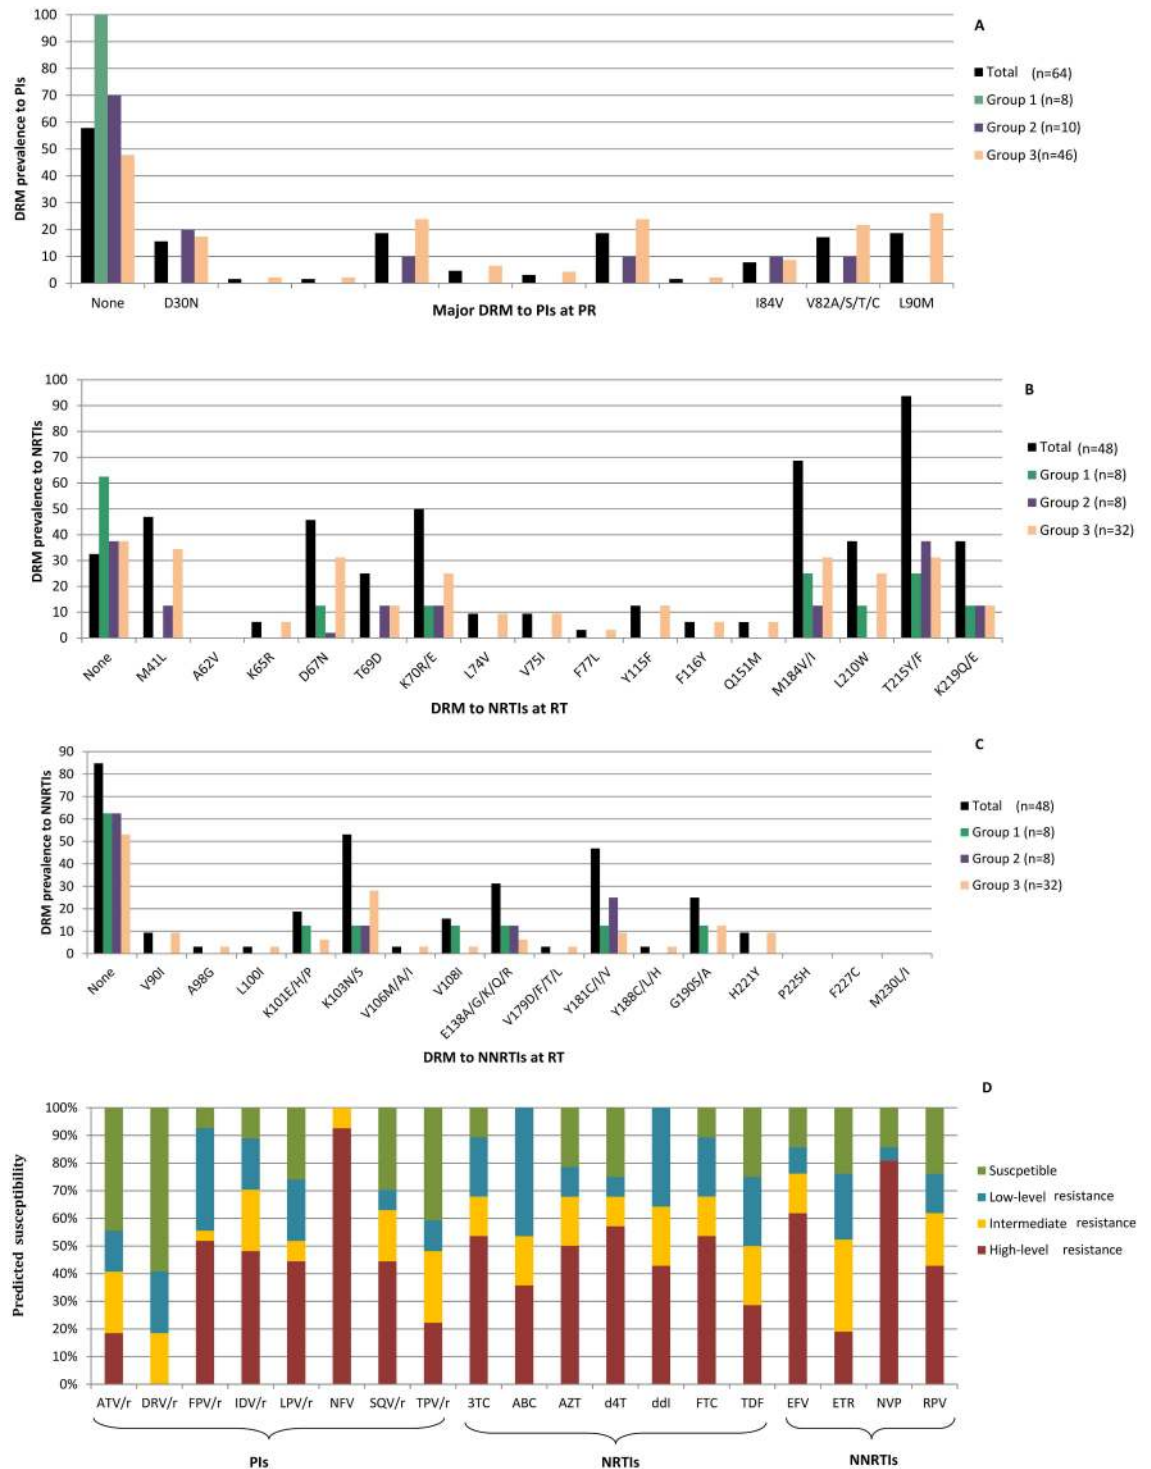 A
100
90
80
70
60
50
40
30
20
10
0
DRM prevalence to PIs
None D30N I84V V82A/S/T/C L90M
Major DRM to PIs at PR
Total (n=64)
Group 1 (n=8)
Group 2 (n=10)
Group 3(n=46)
B
100
90
80
70
60
50
40
30
20
10
0
DRM prevalence to NRTIs
None M41L A62V K65R D67N T69D K70R/E L74V V75I F77L Y115F F116Y Q151M M184V/I L210W T215Y/F K219Q/E
DRM to NRTIs at RT
Total (n=48)
Group 1 (n=8)
Group 2 (n=8)
Group 3 (n=32)
C
90
80
70
60
50
40
30
20
10
0
DRM prevalence to NNRTIs
None V90I A98G L100I K101E/H/P K103N/S V106M/A/I V108I E138A/G/K/Q/R V179D/F/T/L Y181C/I/V Y188C/L/H G190S/A H221Y P225H F227C M230L/I
DRM to NNRTIs at RT
Total (n=48)
Group 1 (n=8)
Group 2 (n=8)
Group 3 (n=32)
D
100%
90%
80%
70%
60%
50%
40%
30%
20%
10%
0%
Predicted susceptibility
ATV/r DRV/r FPV/r IDV/r LPV/r NFV SQV/r TPV/r 3TC ABC AZT d4T ddI FTC TDF EFV ETR NVP RPV
PIs NRTIs NNRTIs
Suscpetible
Low-level resistance
Intermediate resistance
High-level resistance